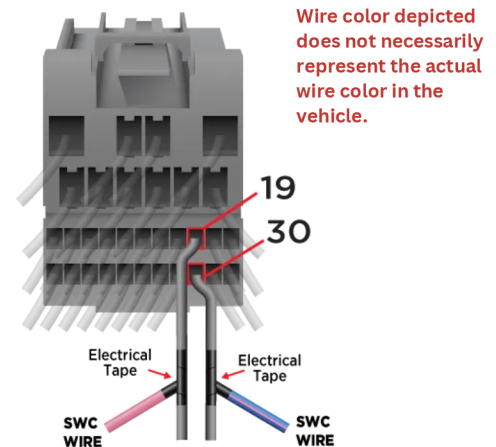 Wire color depicted
does not necessarily
represent the actual
wire color in the
vehicle.
19
30
Electrical
Tape
Electrical
Tape
SWC
WIRE
SWC
WIRE